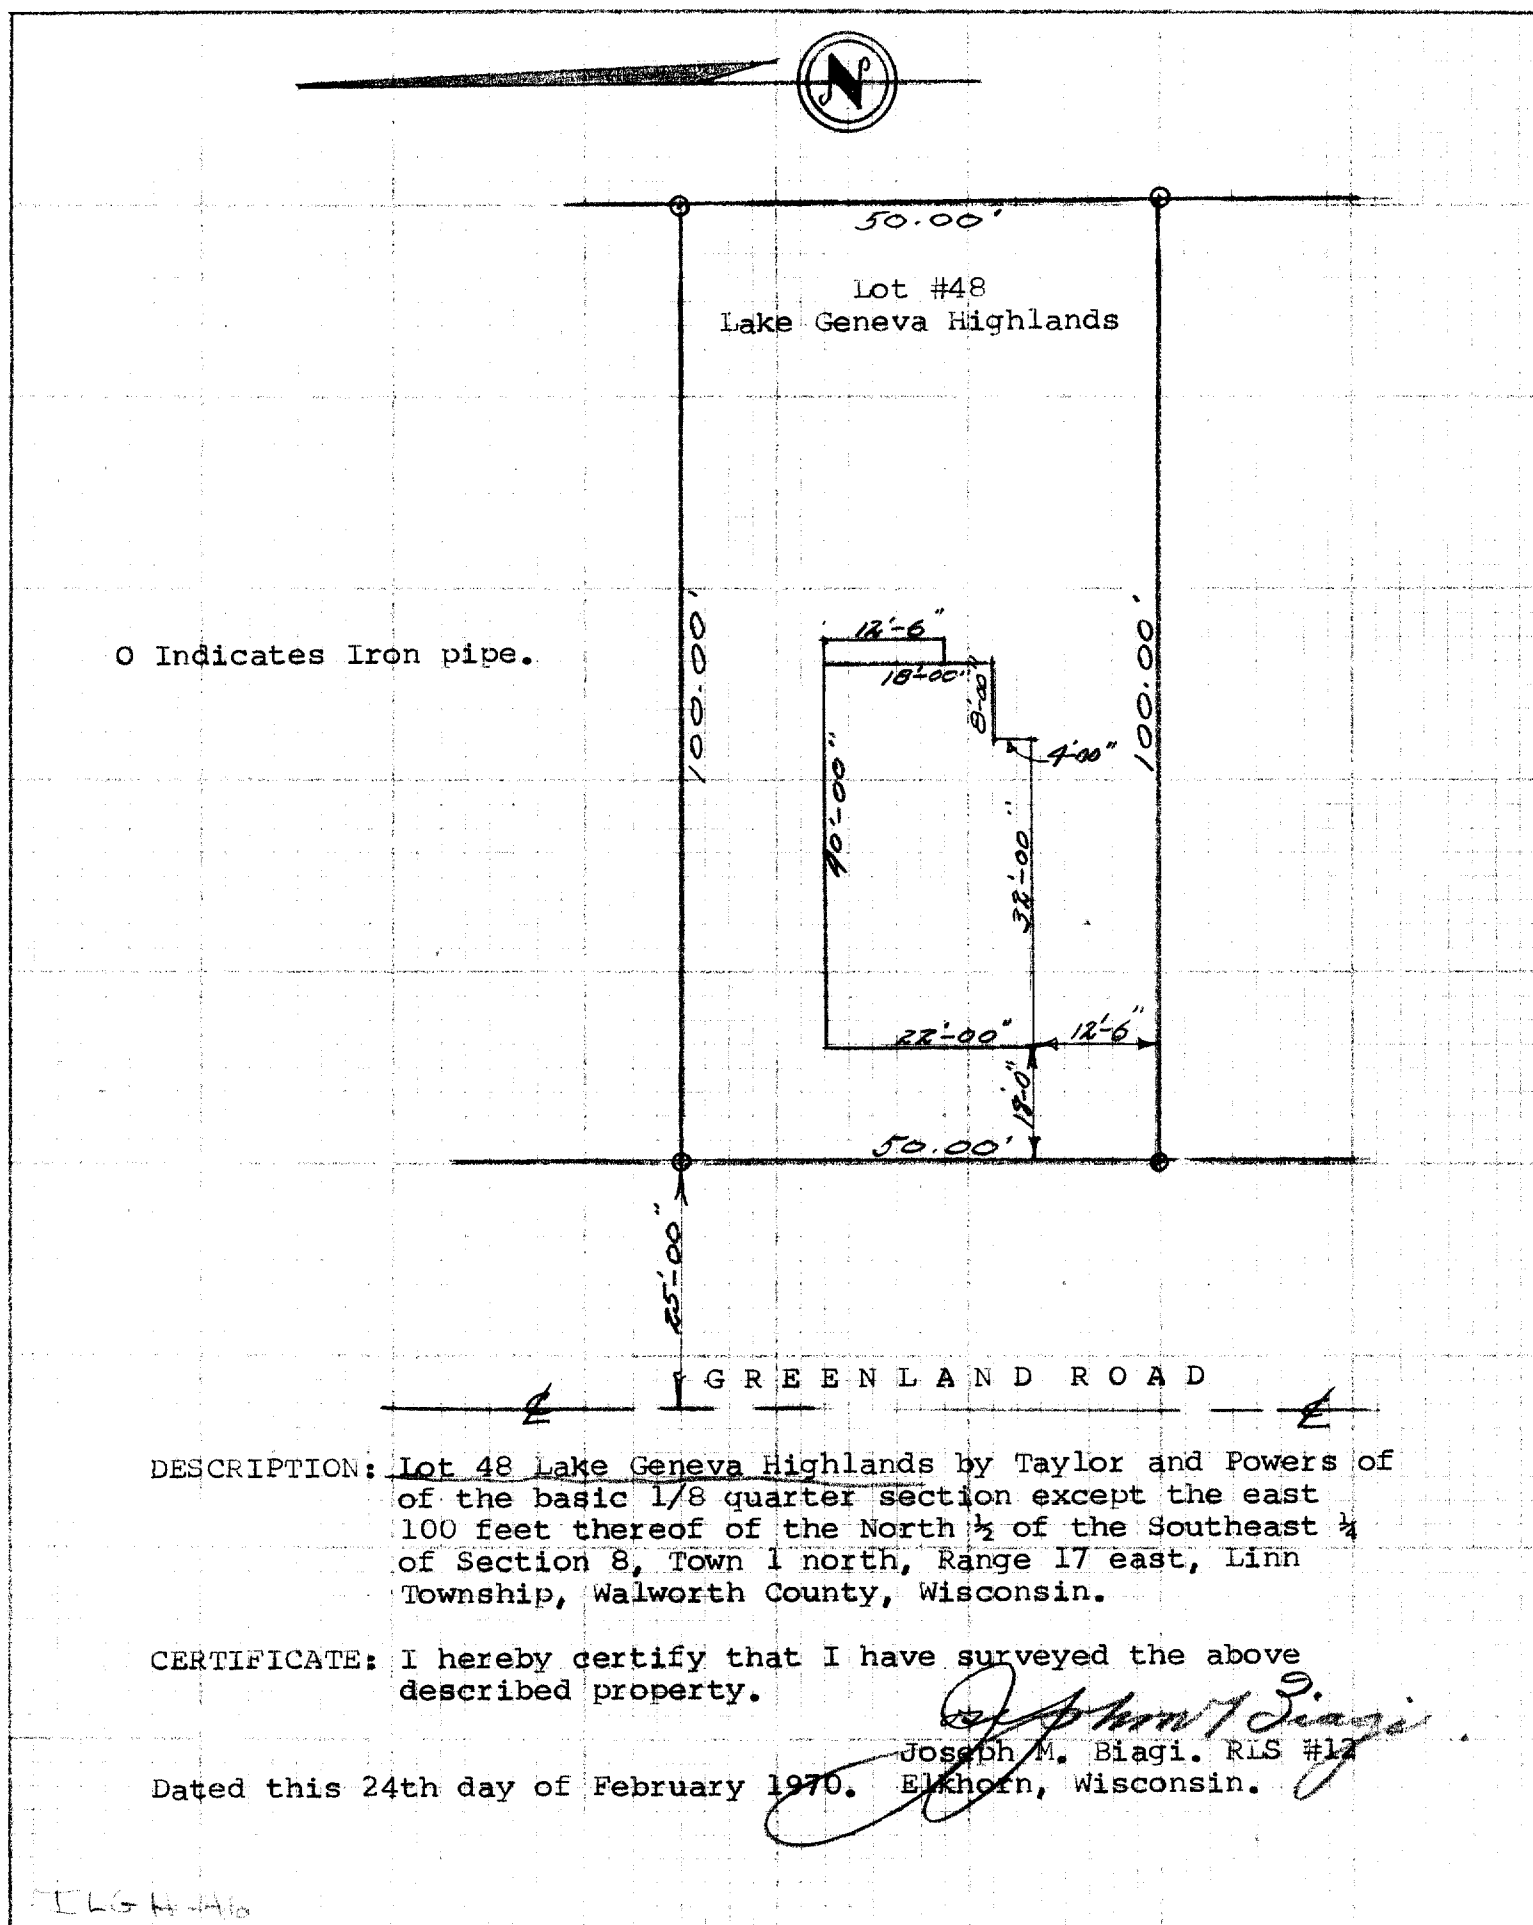 N
50.00'
Lot #48
Lake Geneva Highlands
O Indicates Iron pipe.
100.00'
100.00'
12'-6"
18'-00"
8'-00"
4'-00"
40'-00"
32'-00"
22'-00"
12'-6"
50.00'
25'-00"
GREENLAND ROAD
℄ ℄
DESCRIPTION: Lot 48 Lake Geneva Highlands by Taylor and Powers of
of the basic 1/8 quarter section except the east
100 feet thereof of the North ½ of the Southeast ¼
of Section 8, Town 1 north, Range 17 east, Linn
Township, Walworth County, Wisconsin.
CERTIFICATE: I hereby certify that I have surveyed the above
described property.
Joseph M. Biagi. RLS #
Dated this 24th day of February 1970. Elkhorn, Wisconsin.